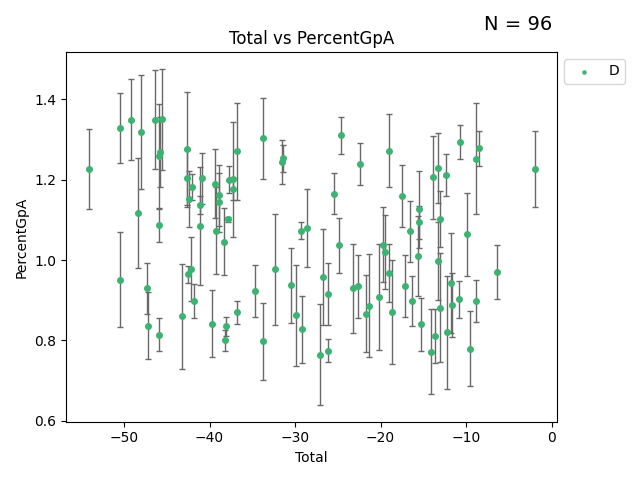 N = 96
Total vs PercentGpA
D
PercentGpA
1.4
1.2
1.0
0.8
0.6
−50
−40
−30
−20
−10
0
Total